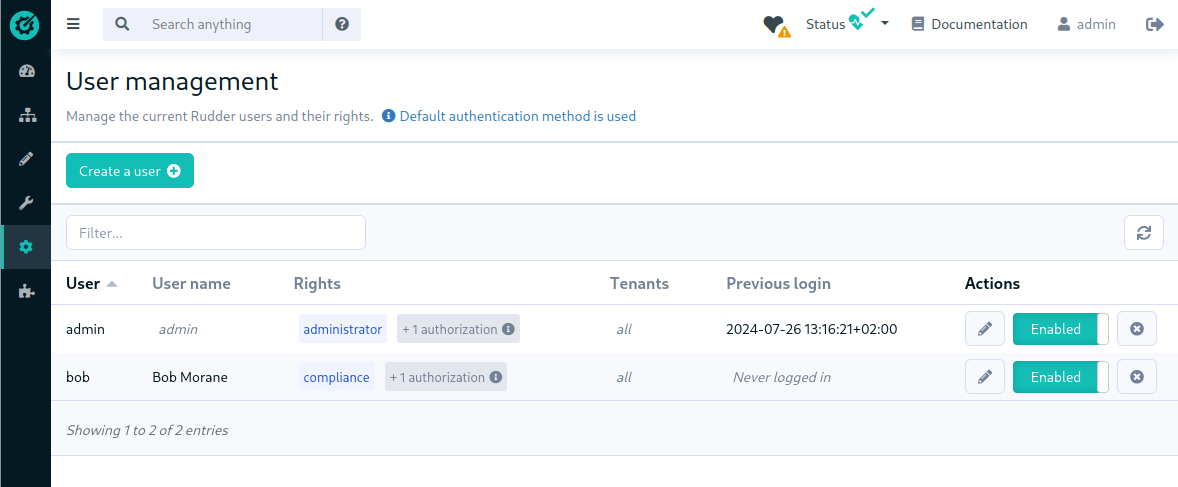 Search anything Status Documentation admin
User management
Manage the current Rudder users and their rights. Default authentication method is used
Create a user
Filter...
User User name Rights Tenants Previous login Actions
admin admin administrator + 1 authorization all 2024-07-26 13:16:21+02:00 Enabled
bob Bob Morane compliance + 1 authorization all Never logged in Enabled
Showing 1 to 2 of 2 entries